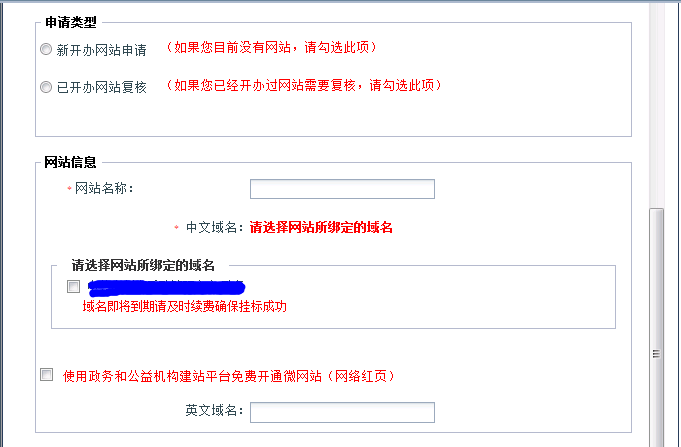 申请类型
新开办网站申请 （如果您目前没有网站，请勾选此项）
已开办网站复核 （如果您已经开办过网站需要复核，请勾选此项）
网站信息
* 网站名称：
* 中文域名：请选择网站所绑定的域名
请选择网站所绑定的域名
域名即将到期请及时续费确保挂标成功
使用政务和公益机构建站平台免费开通微网站（网络红页）
英文域名：